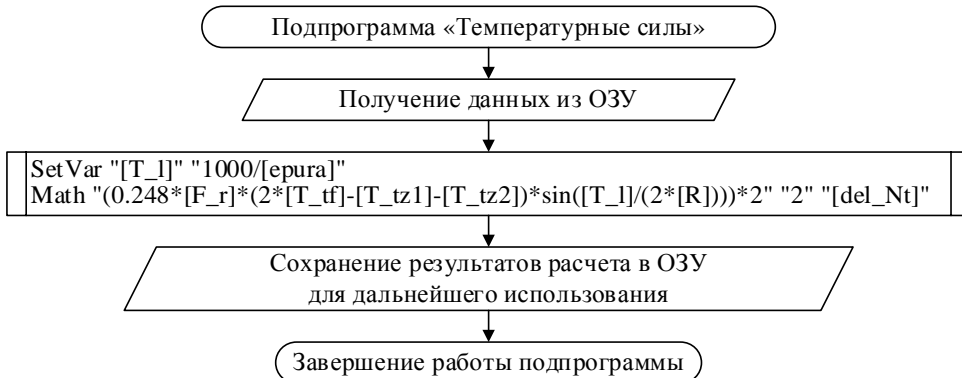 Подпрограмма «Температурные силы»
Получение данных из ОЗУ
SetVar "[T_l]" "1000/[epura]"
Math "(0.248*[F_r]*(2*[T_tf]-[T_tz1]-[T_tz2])*sin([T_l]/(2*[R])))*2" "2" "[del_Nt]"
Сохранение результатов расчета в ОЗУ
для дальнейшего использования
Завершение работы подпрограммы